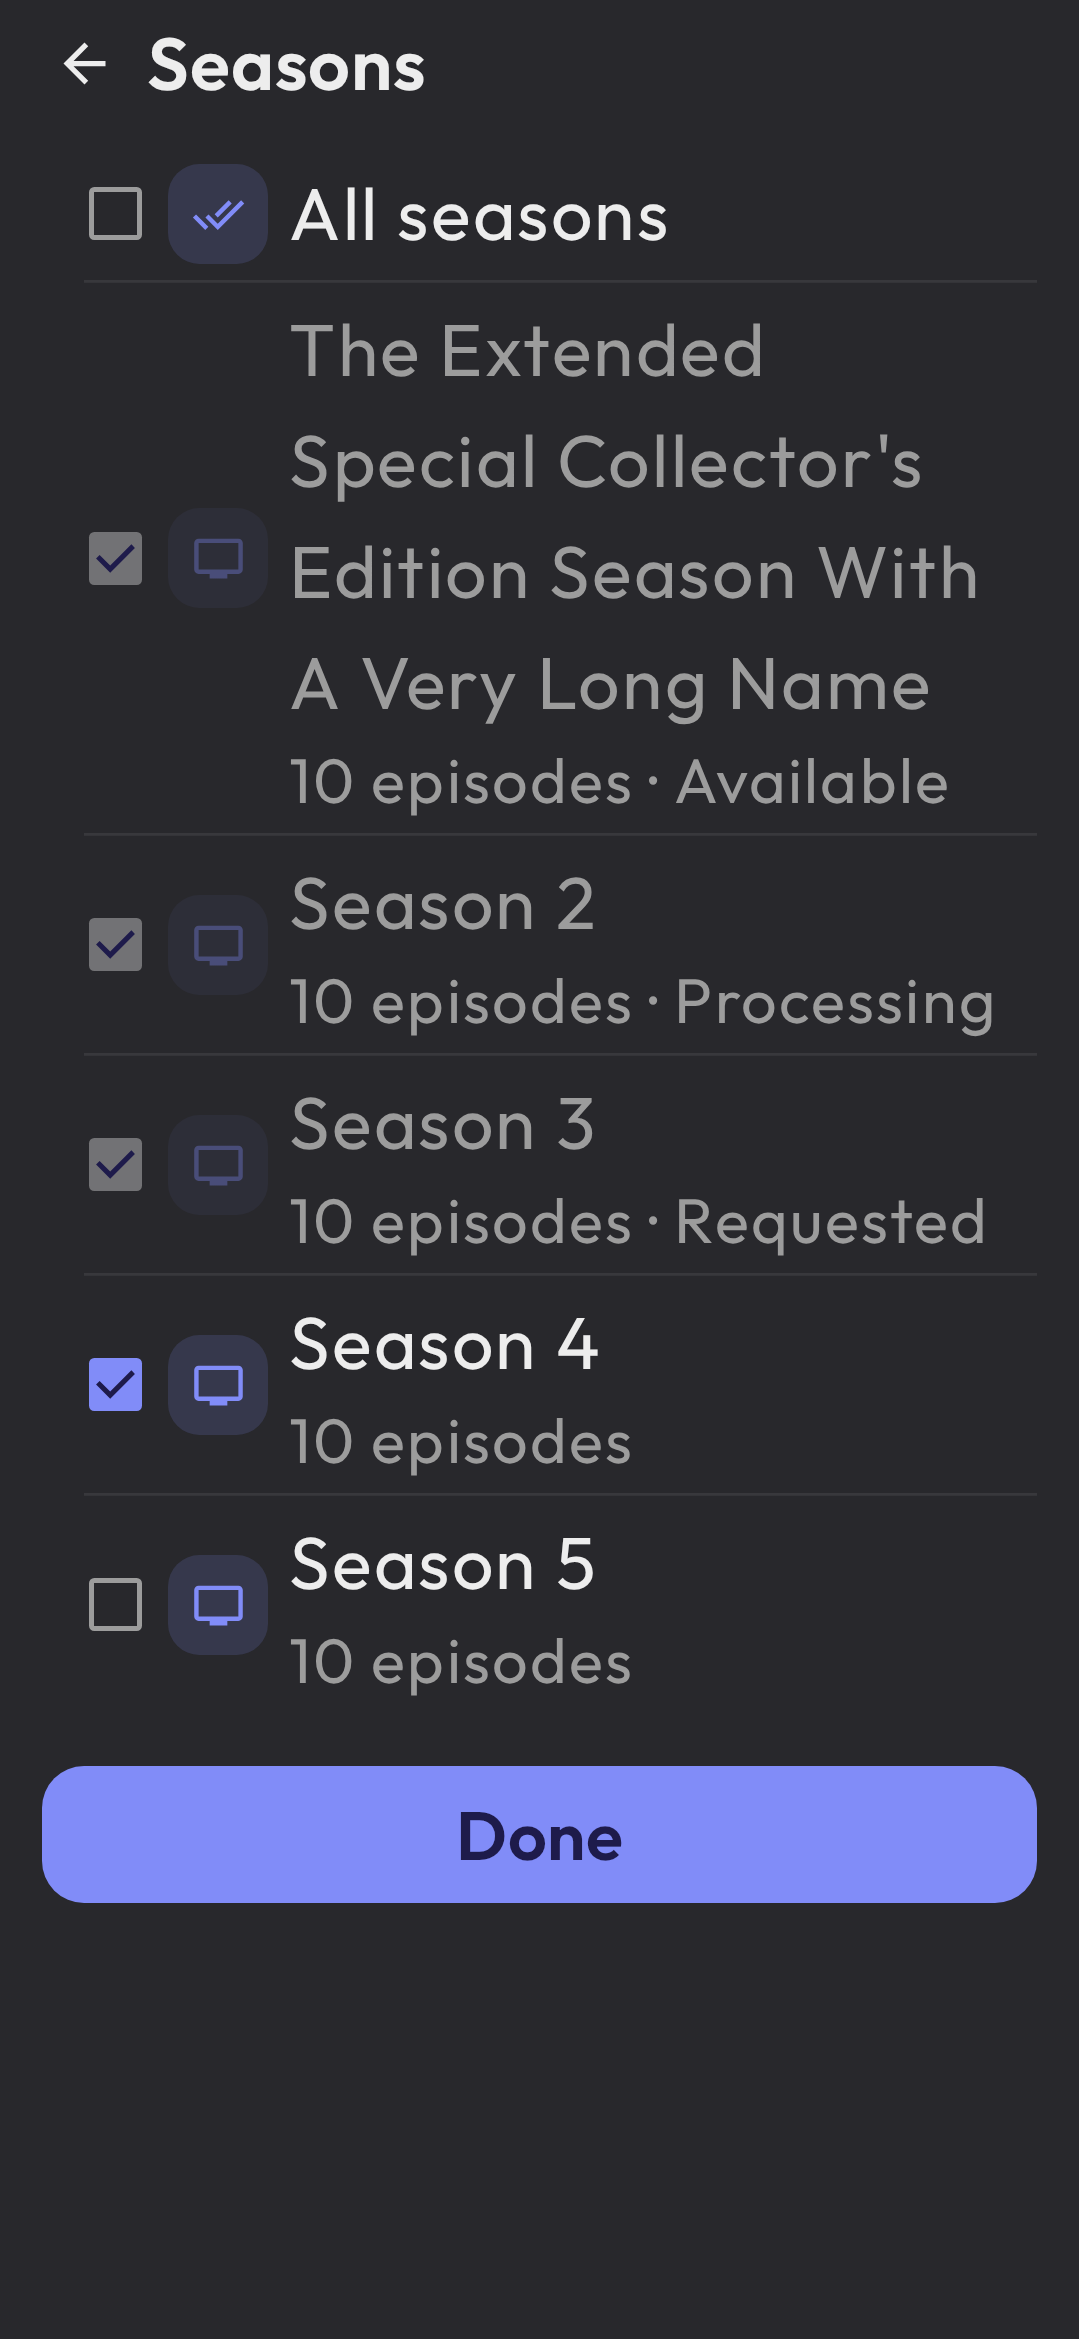 Seasons
All seasons
The Extended
Special Collector's
Edition Season With
A Very Long Name
10 episodes · Available
Season 2
10 episodes · Processing
Season 3
10 episodes · Requested
Season 4
10 episodes
Season 5
10 episodes
Done